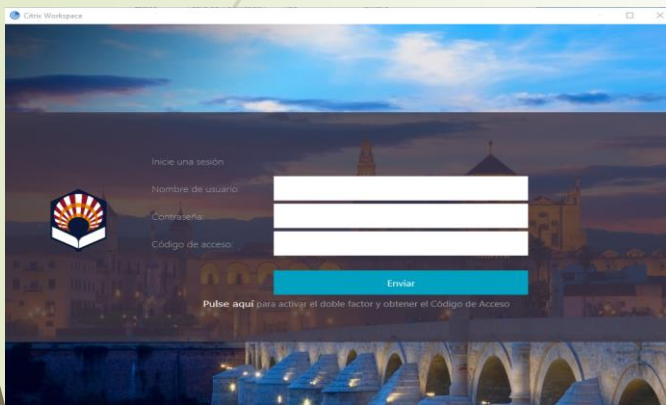 Citrix Workspace
Inicie una sesión
Nombre de usuario:
Contraseña:
Código de acceso:
Enviar
Pulse aquí para activar el doble factor y obtener el Código de Acceso